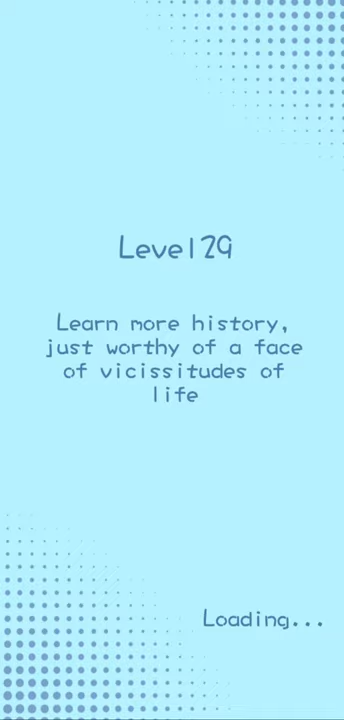 Level29
Learn more history,
just worthy of a face
of vicissitudes of
life
Loading...